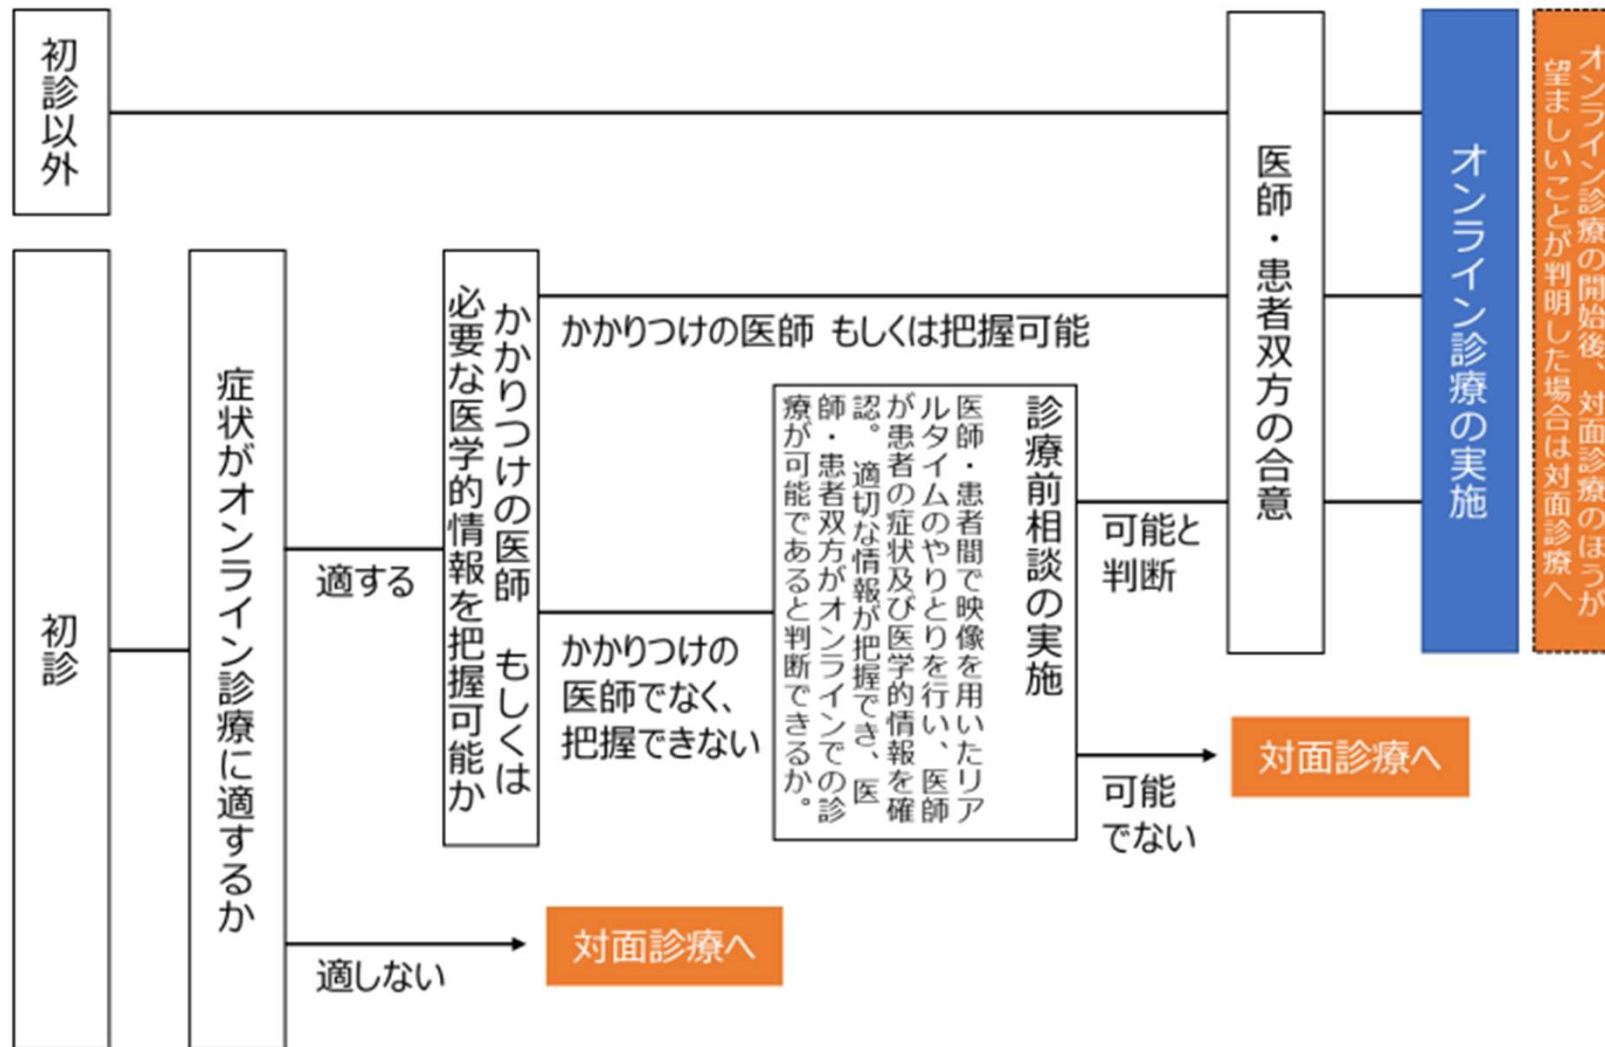 初診以外
初診
症状がオンライン診療に適するか
適する
適しない
対面診療へ
かかりつけの医師 もしくは
必要な医学的情報を把握可能か
かかりつけの医師 もしくは把握可能
かかりつけの
医師でなく、
把握できない
診療前相談の実施
医師・患者間で映像を用いたリア
ルタイムのやりとりを行い、医師
が患者の症状及び医学的情報を確
認。 適切な情報が把握でき、医
師・患者双方がオンラインでの診
療が可能であると判断できるか。
可能と
判断
可能
でない
対面診療へ
医師・患者双方の合意
オンライン診療の実施
オンライン診療の開始後、対面診療のほうが
望ましいことが判明した場合は対面診療へ